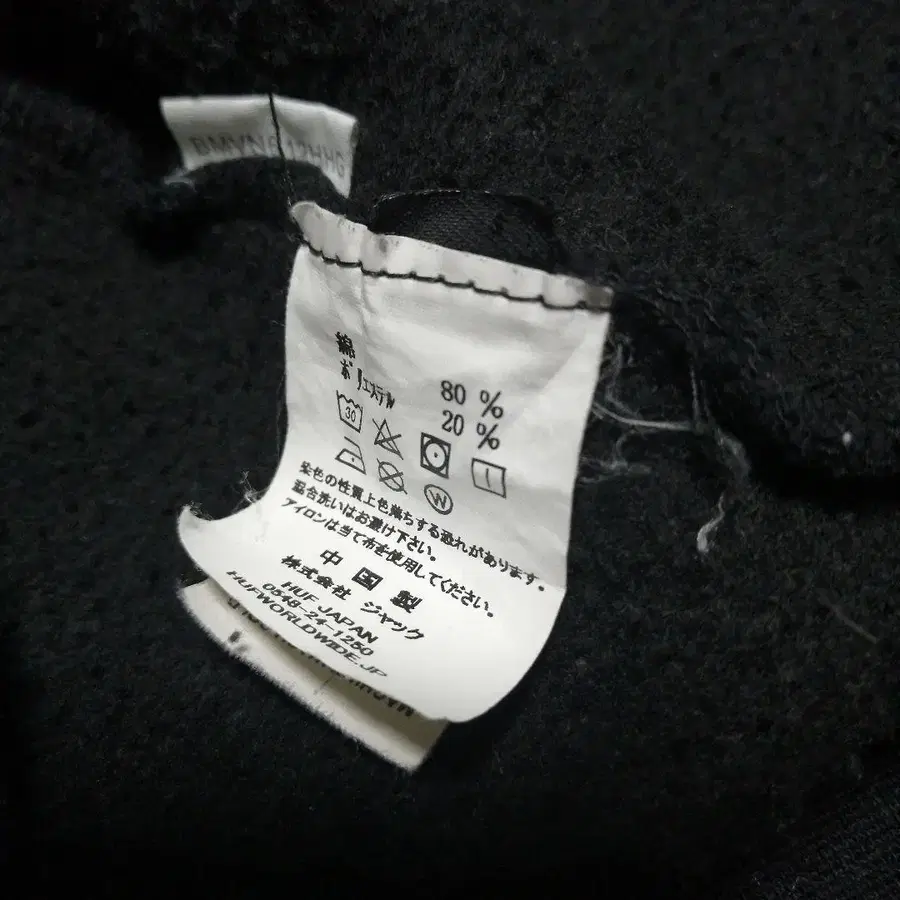 綿 80 %
ポリエステル 20 %
30
W
染色の性質上色落ちする恐れがあります。
混合洗いはお避け下さい。
アイロンは当て布を使用してください。
中国製
株式会社 ジャック
HUF JAPAN
0548-24-1250
HUFWORLDWIDE.JP